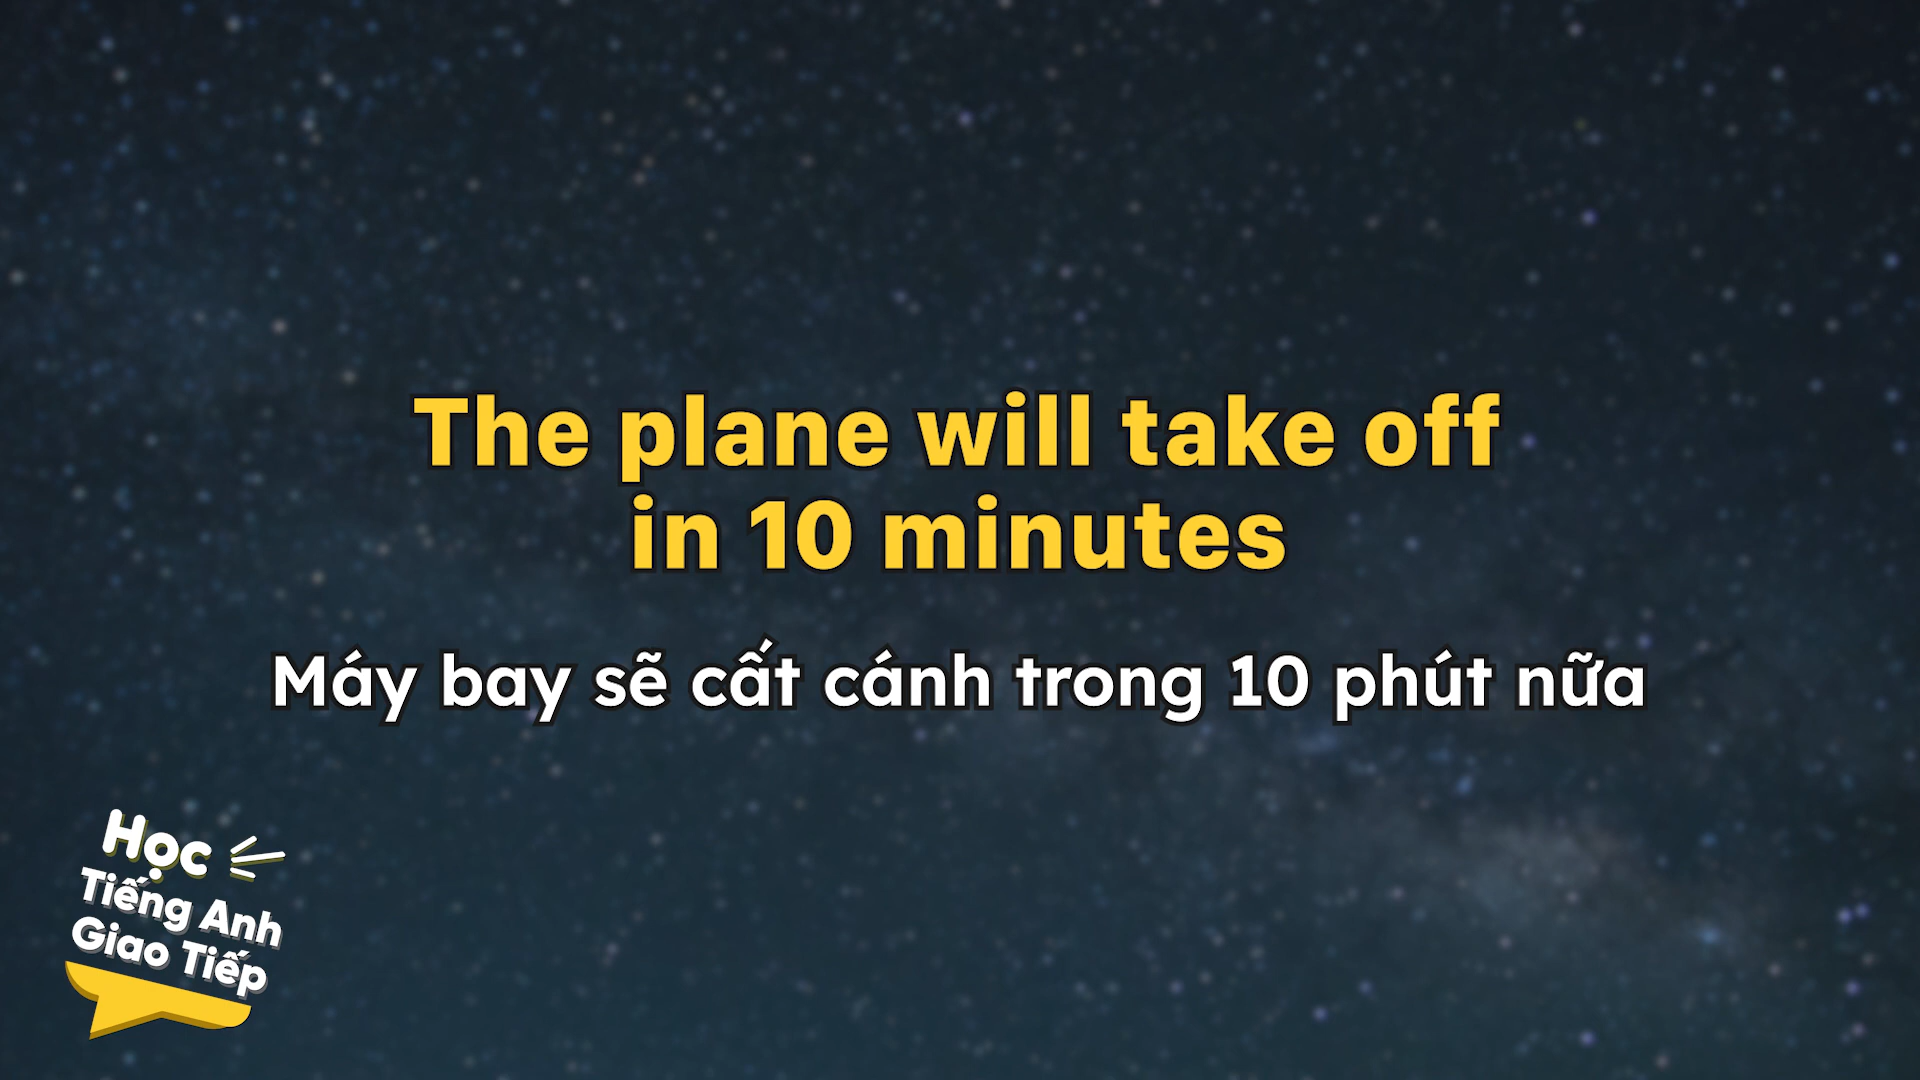 The plane will take off
in 10 minutes
Máy bay sẽ cất cánh trong 10 phút nữa
Học
Tiếng Anh
Giao Tiếp